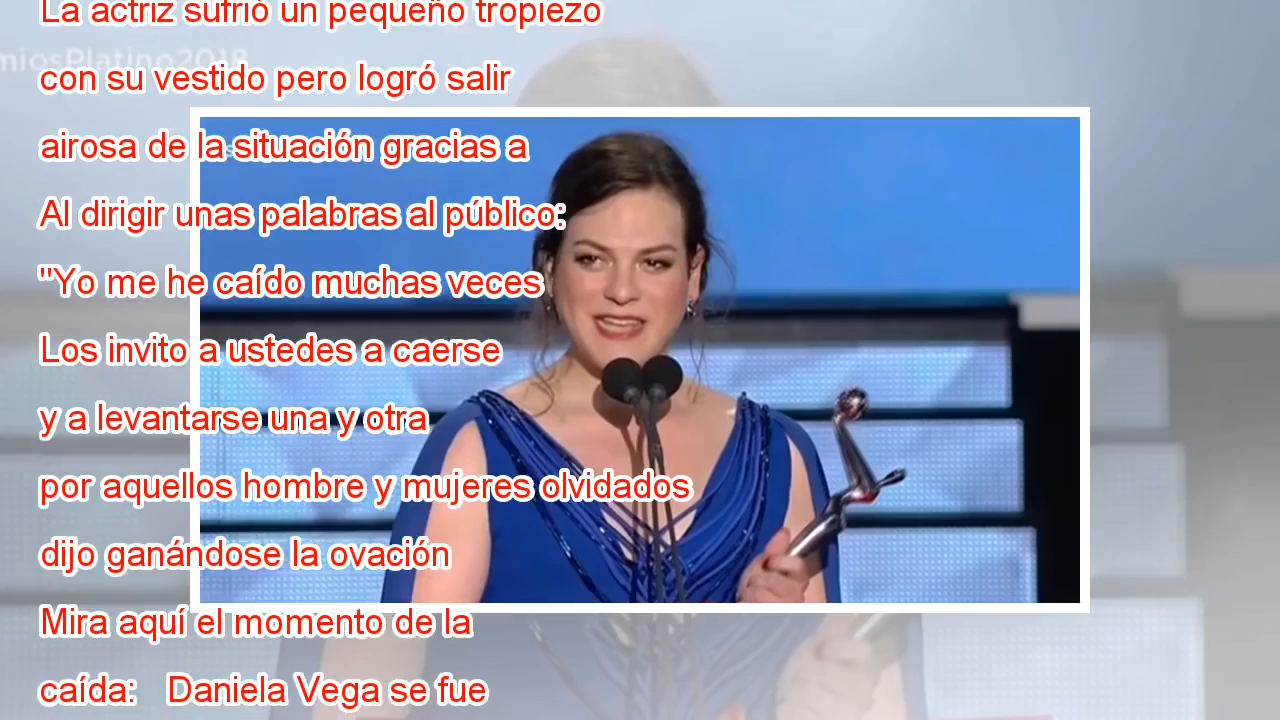 La actriz sufrió un pequeño tropiezo
miosPlatino2018
con su vestido pero logró salir
airosa de la situación gracias a
Al dirigir unas palabras al público:
"Yo me he caído muchas veces
Los invito a ustedes a caerse
y a levantarse una y otra
por aquellos hombre y mujeres olvidados
dijo ganándose la ovación
Mira aquí el momento de la
caída: Daniela Vega se fue